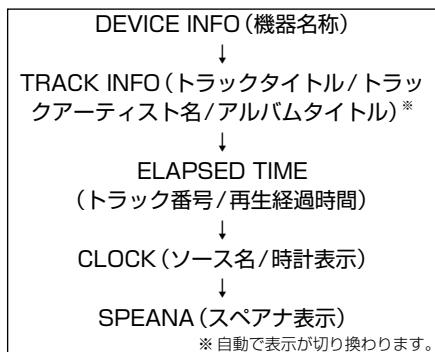 DEVICE INFO（機器名称）
↓
TRACK INFO（トラックタイトル/トラッ
クアーティスト名/アルバムタイトル）※
↓
ELAPSED TIME
（トラック番号/再生経過時間）
↓
CLOCK（ソース名/時計表示）
↓
SPEANA（スペアナ表示）
※ 自動で表示が切り換わります。